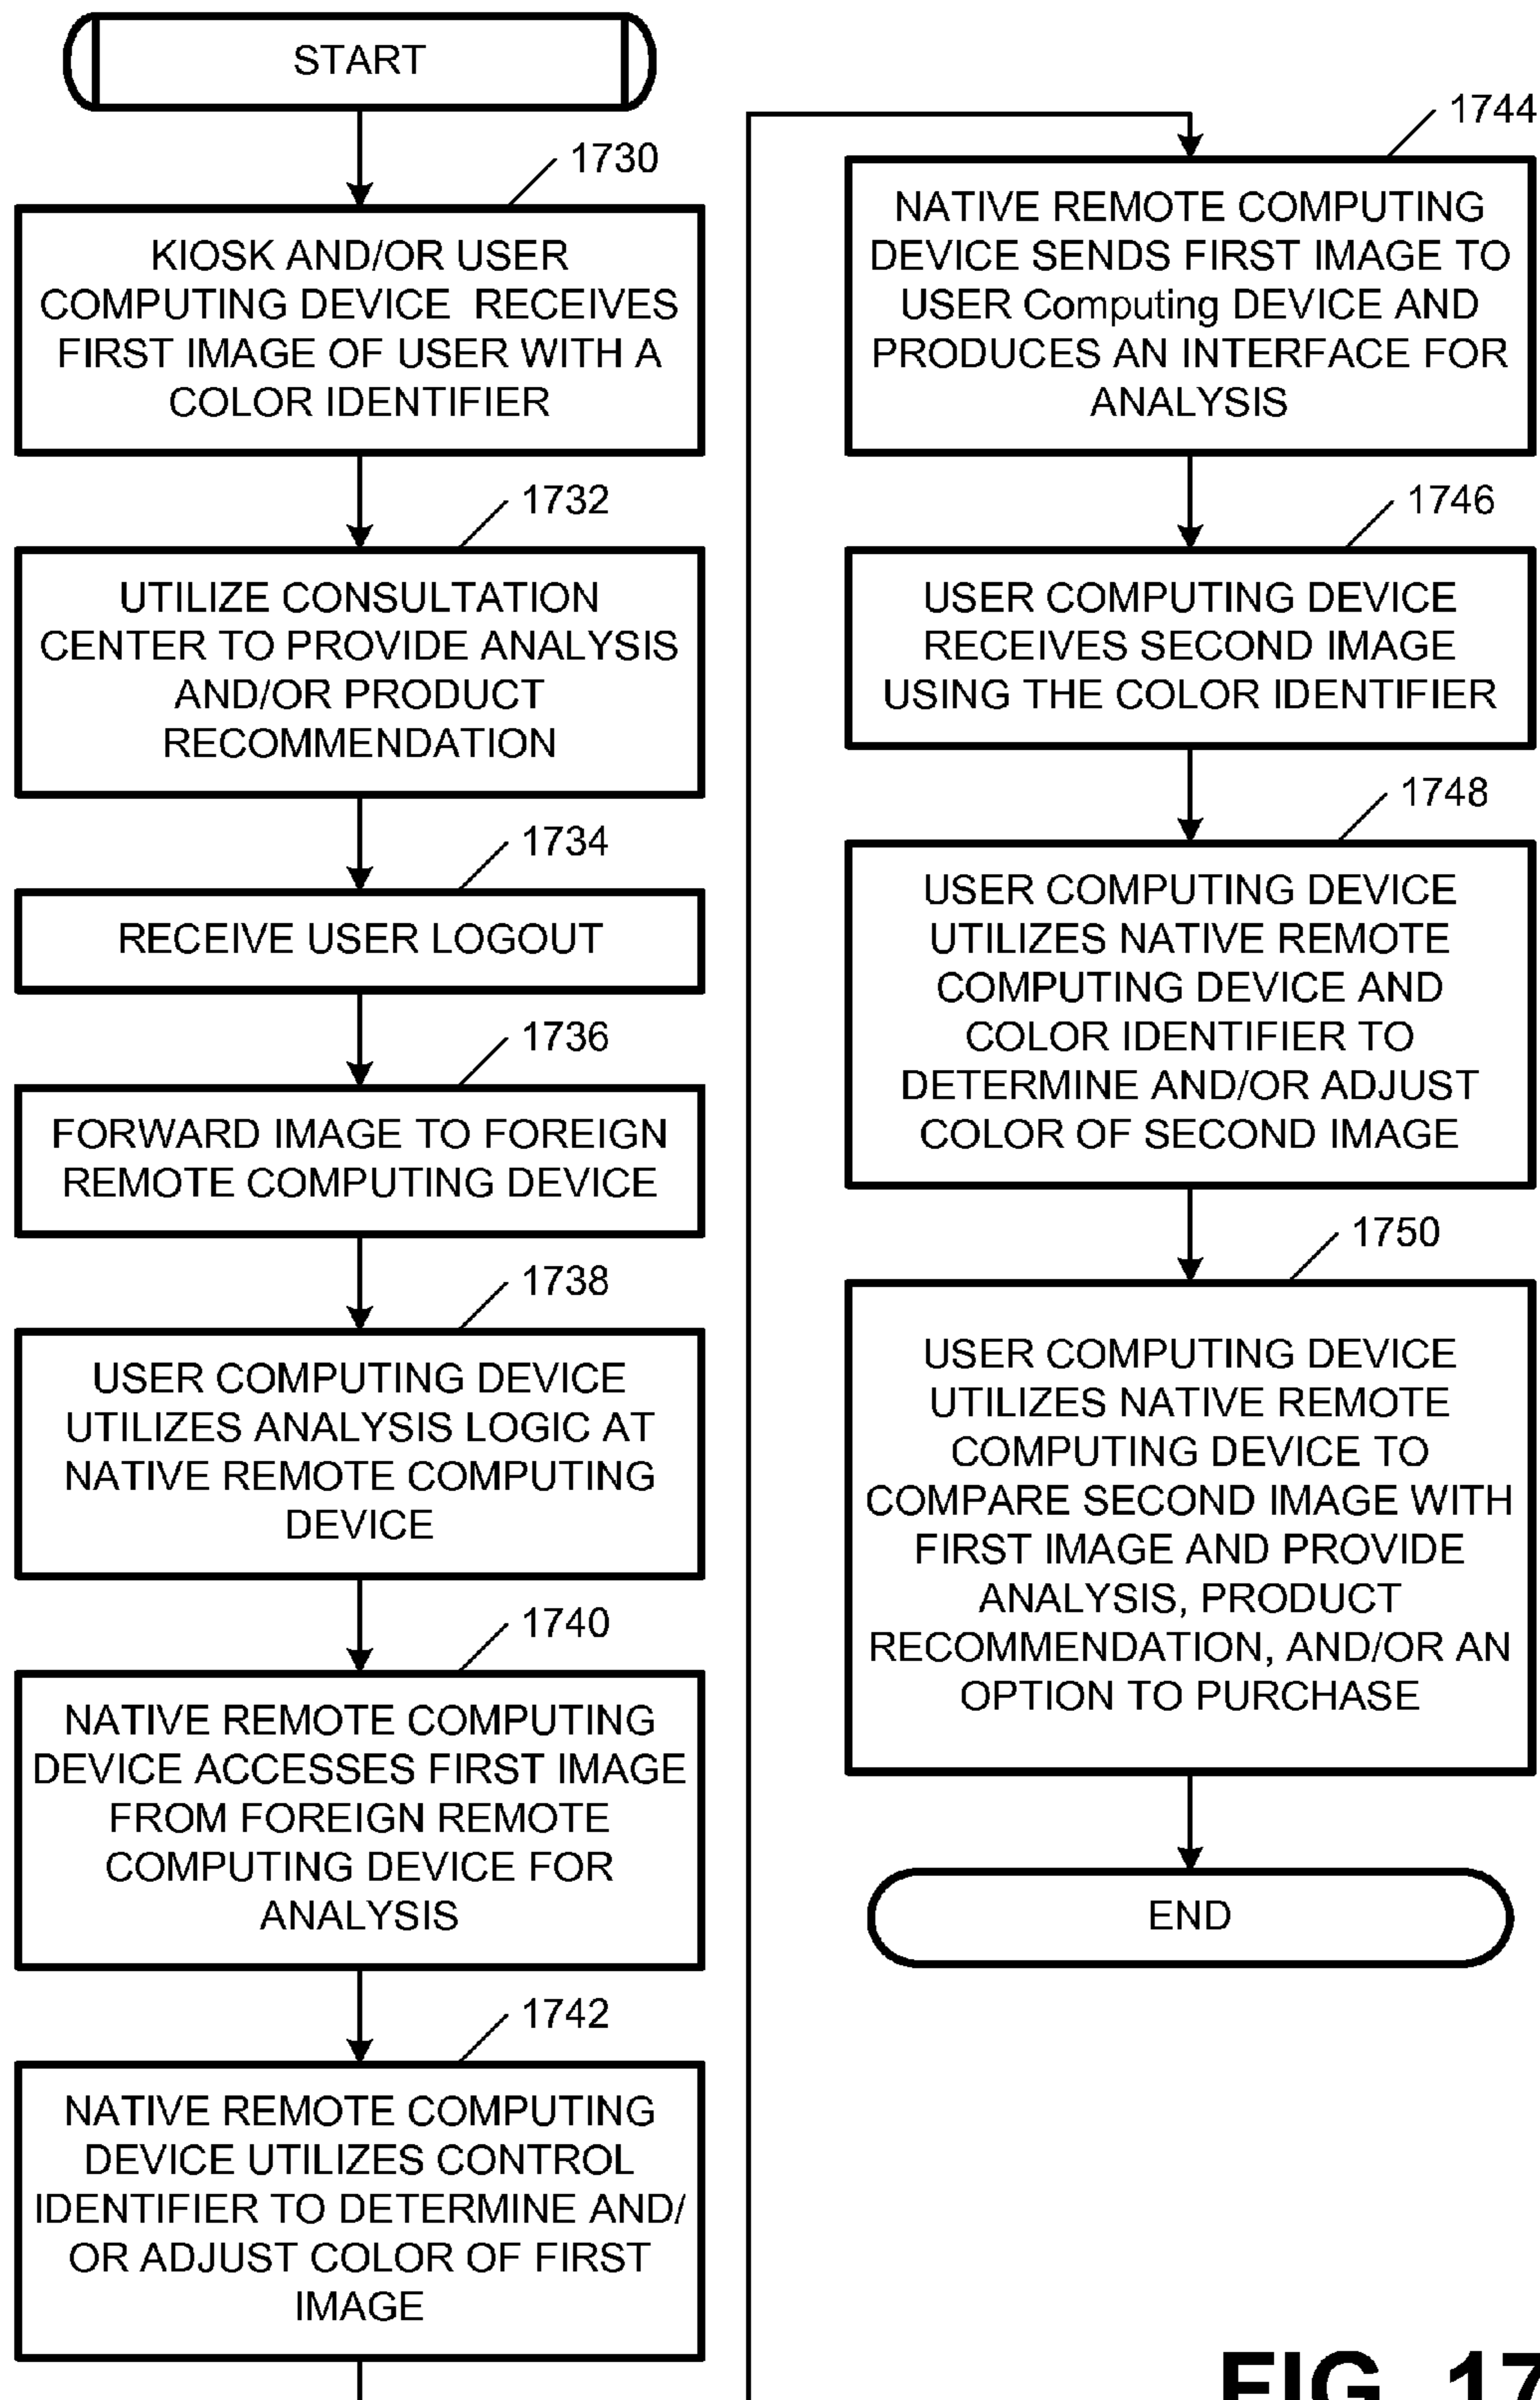 START
1730
KIOSK AND/OR USER
COMPUTING DEVICE RECEIVES
FIRST IMAGE OF USER WITH A
COLOR IDENTIFIER
1732
UTILIZE CONSULTATION
CENTER TO PROVIDE ANALYSIS
AND/OR PRODUCT
RECOMMENDATION
1734
RECEIVE USER LOGOUT
1736
FORWARD IMAGE TO FOREIGN
REMOTE COMPUTING DEVICE
1738
USER COMPUTING DEVICE
UTILIZES ANALYSIS LOGIC AT
NATIVE REMOTE COMPUTING
DEVICE
1740
NATIVE REMOTE COMPUTING
DEVICE ACCESSES FIRST IMAGE
FROM FOREIGN REMOTE
COMPUTING DEVICE FOR
ANALYSIS
1742
NATIVE REMOTE COMPUTING
DEVICE UTILIZES CONTROL
IDENTIFIER TO DETERMINE AND/
OR ADJUST COLOR OF FIRST
IMAGE
1744
NATIVE REMOTE COMPUTING
DEVICE SENDS FIRST IMAGE TO
USER Computing DEVICE AND
PRODUCES AN INTERFACE FOR
ANALYSIS
1746
USER COMPUTING DEVICE
RECEIVES SECOND IMAGE
USING THE COLOR IDENTIFIER
1748
USER COMPUTING DEVICE
UTILIZES NATIVE REMOTE
COMPUTING DEVICE AND
COLOR IDENTIFIER TO
DETERMINE AND/OR ADJUST
COLOR OF SECOND IMAGE
1750
USER COMPUTING DEVICE
UTILIZES NATIVE REMOTE
COMPUTING DEVICE TO
COMPARE SECOND IMAGE WITH
FIRST IMAGE AND PROVIDE
ANALYSIS, PRODUCT
RECOMMENDATION, AND/OR AN
OPTION TO PURCHASE
END
FIG. 17